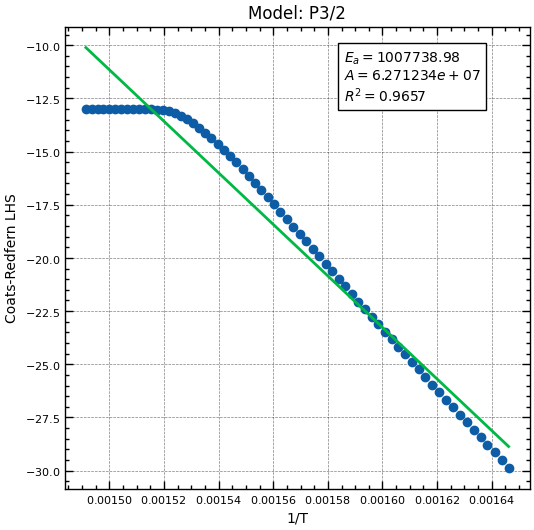 Model: P3/2
Coats-Redfern LHS
−10.0
−12.5
−15.0
−17.5
−20.0
−22.5
−25.0
−27.5
−30.0
Eₐ = 1007738.98
A = 6.271234e + 07
R² = 0.9657
0.00150 0.00152 0.00154 0.00156 0.00158 0.00160 0.00162 0.00164
1/T